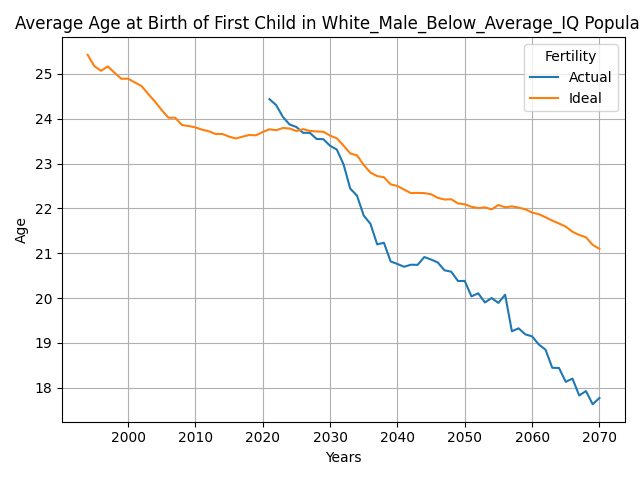 Average Age at Birth of First Child in White_Male_Below_Average_IQ Popula
Fertility
Actual
Ideal
Age
25
24
23
22
21
20
19
18
2000 2010 2020 2030 2040 2050 2060 2070
Years